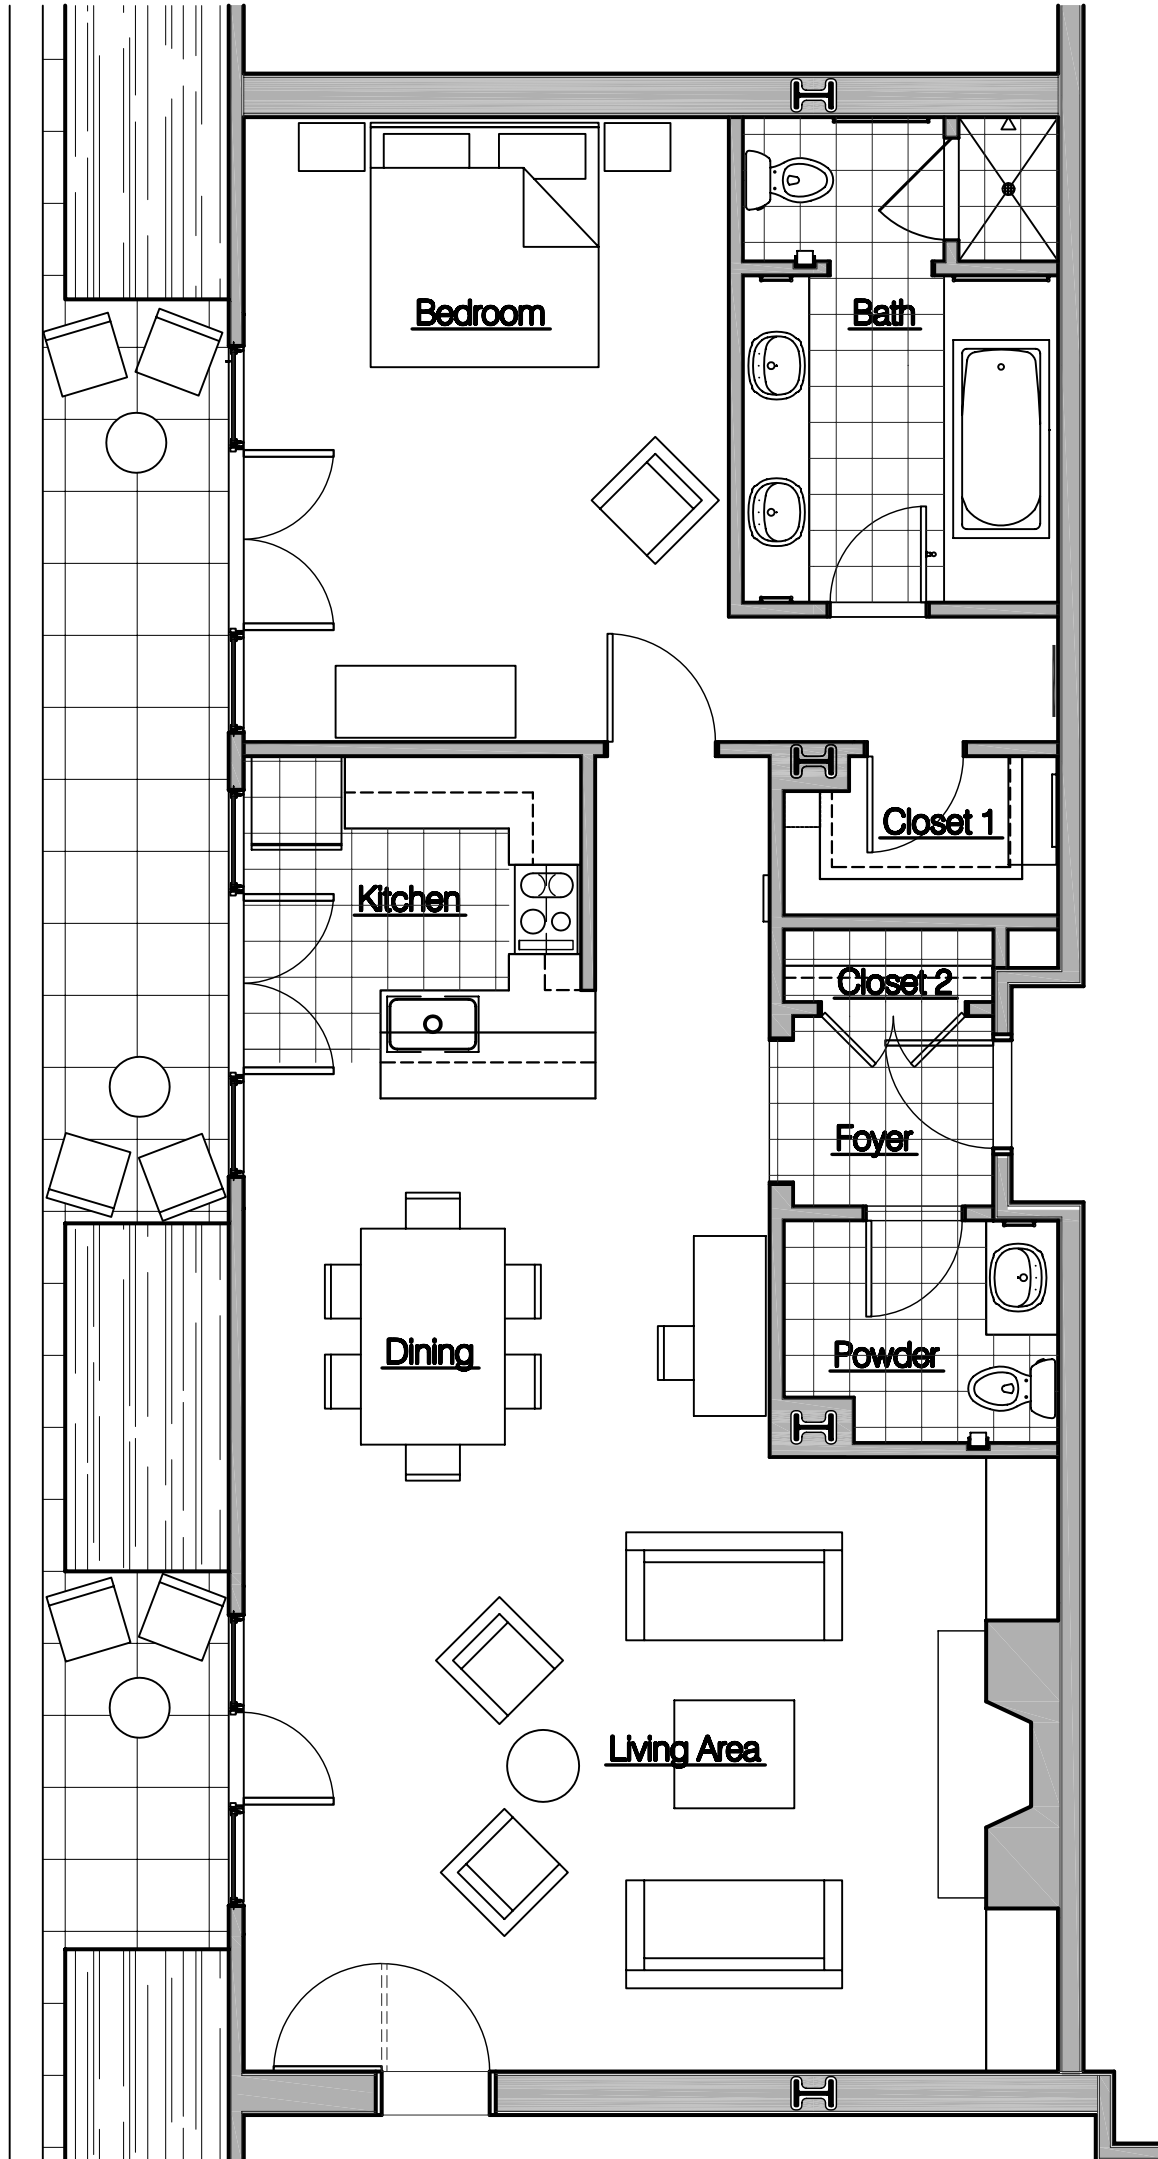 Bedroom
Bath
Closet 1
Kitchen
Closet 2
Foyer
Dining
Powder
Living Area